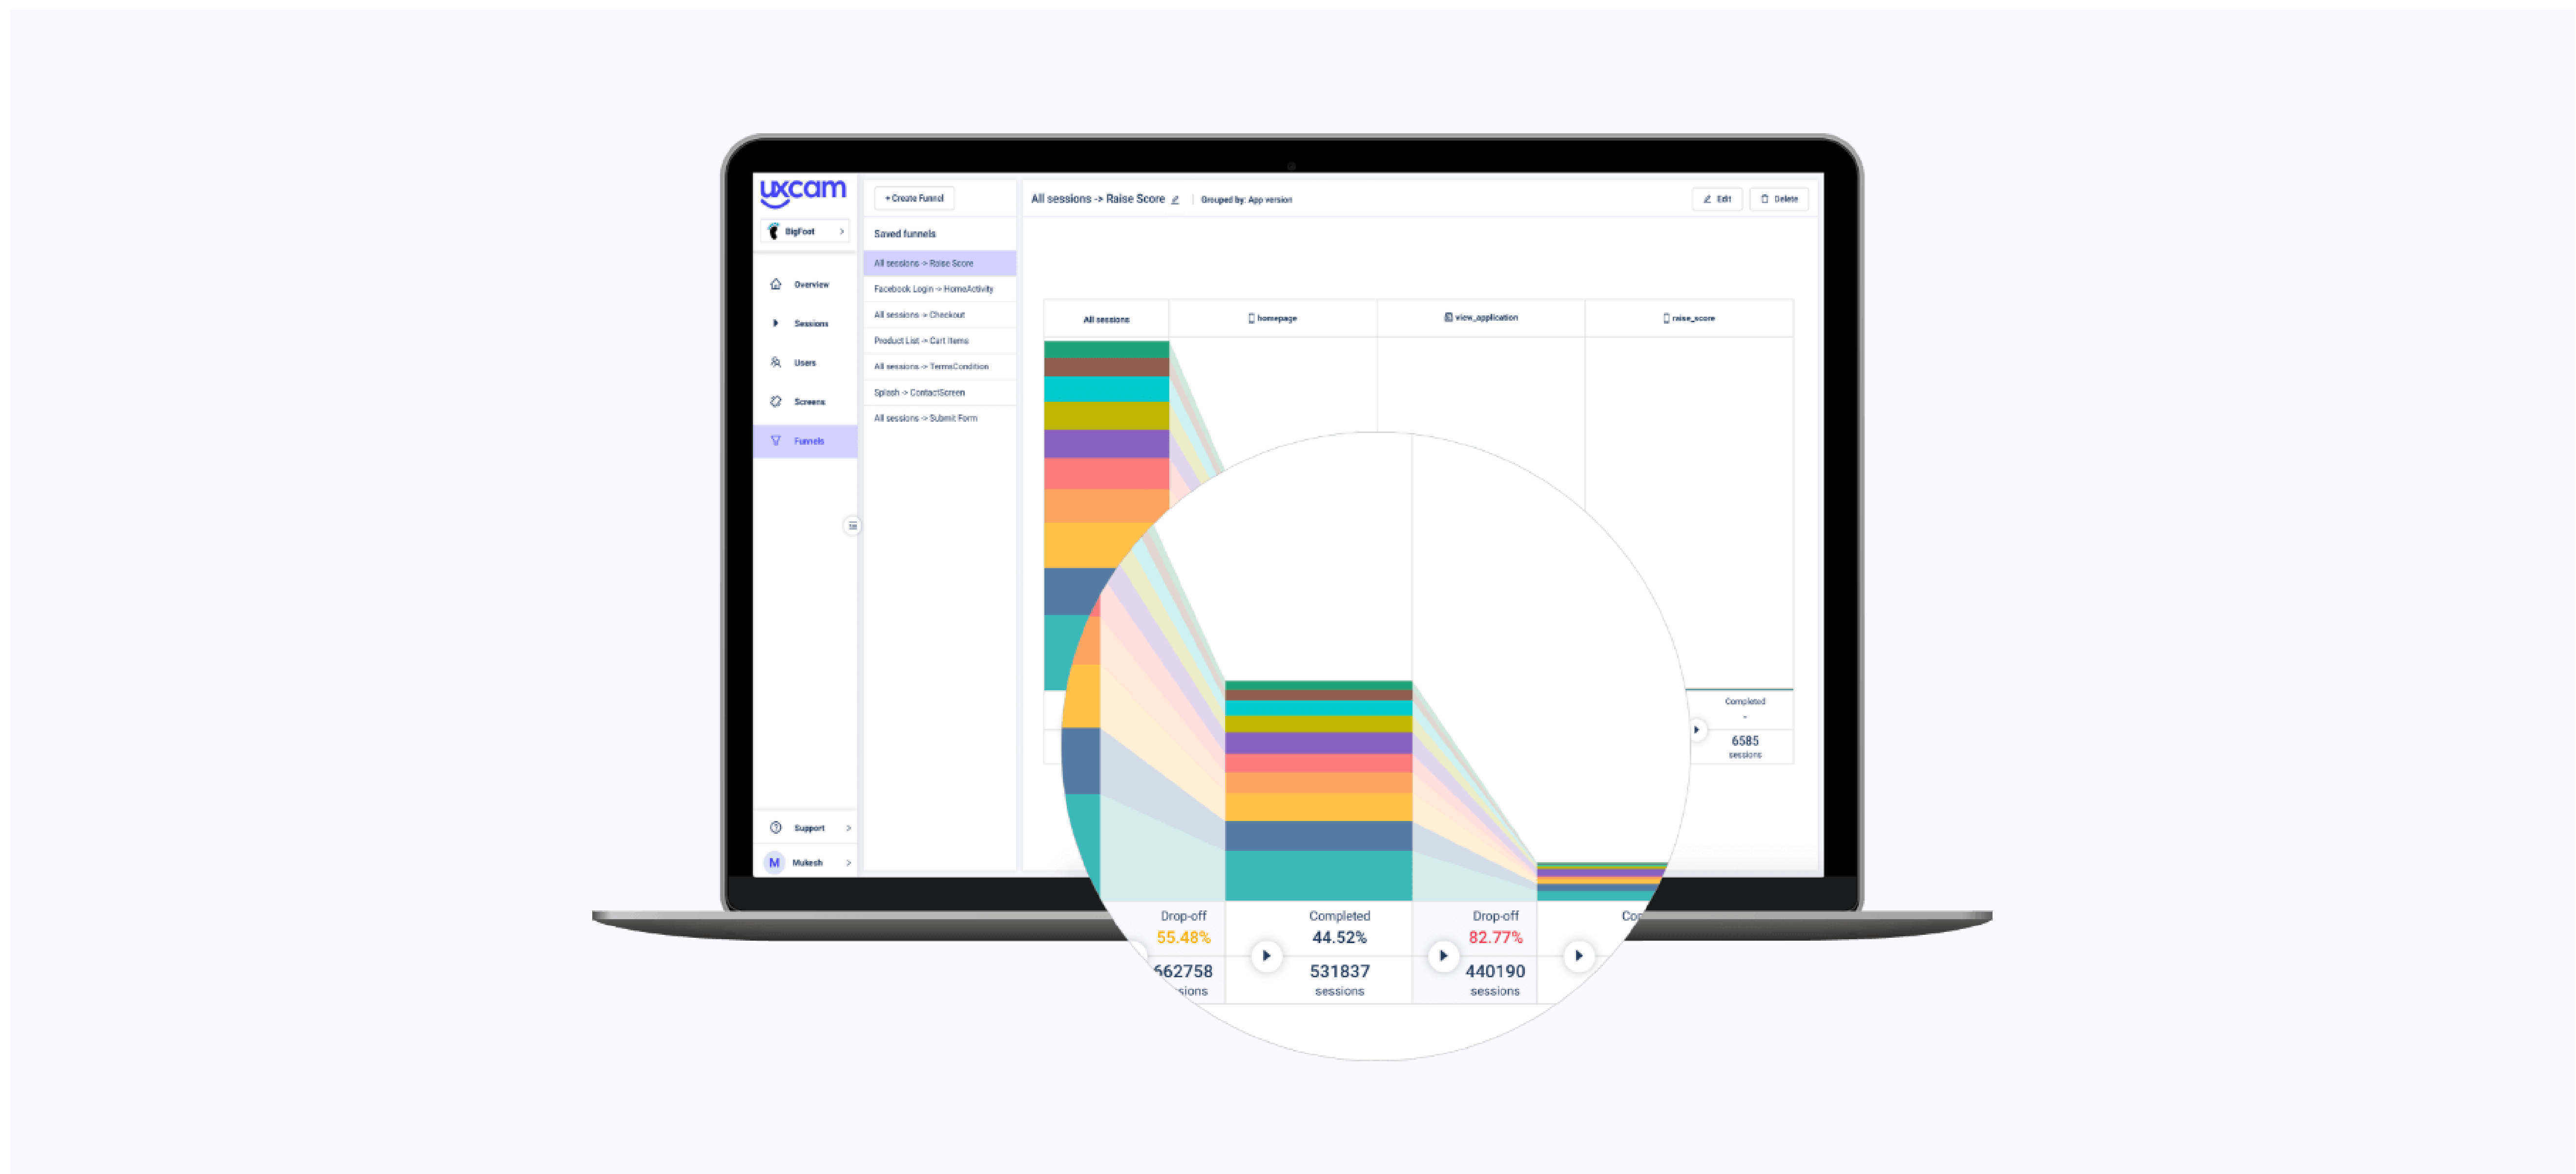 uxcam
BigFoot
Overview
Sessions
Users
Screens
Funnels
Support
M
Mukesh
+ Create Funnel
Saved funnels
All sessions -> Raise Score
Facebook Login -> HomeActivity
All sessions -> Checkout
Product List -> Cart Items
All sessions -> TermsCondition
Splash -> ContactScreen
All sessions -> Submit Form
All sessions -> Raise Score
Grouped by: App version
Edit
Delete
All sessions
homepage
view_application
raise_score
Completed
-
6585
sessions
Drop-off
55.48%
662758
Completed
44.52%
531837
sessions
Drop-off
82.77%
440190
sessions